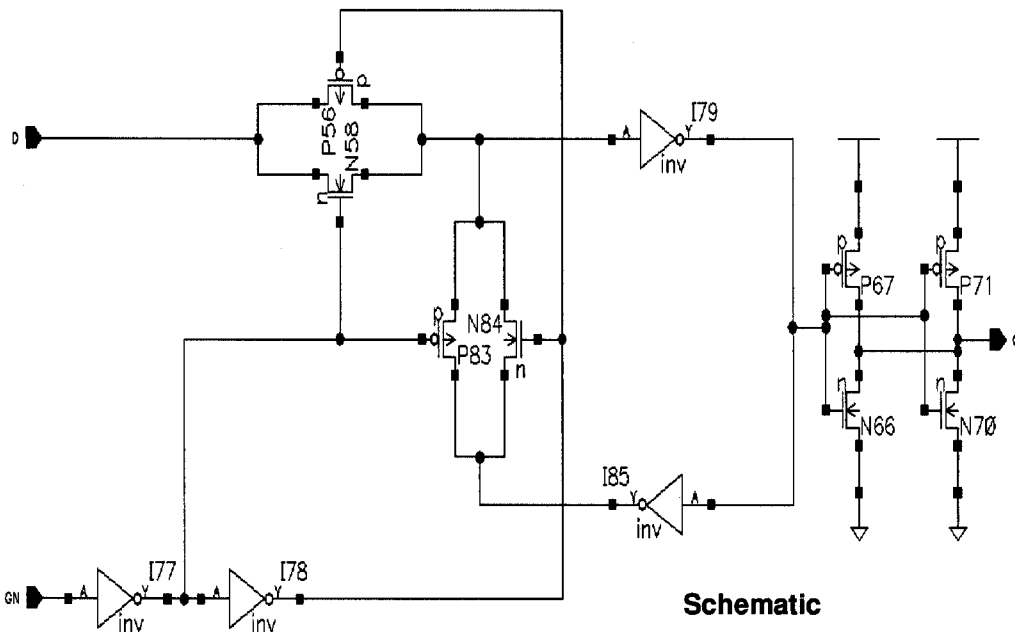 p
P56
N58
n
D
A
Y
I79
inv
p
P67
p
P71
p
N84
P83
n
n
N66
n
N70
I85
Y
A
inv
GN
A
Y
I77
inv
A
Y
I78
inv
Schematic